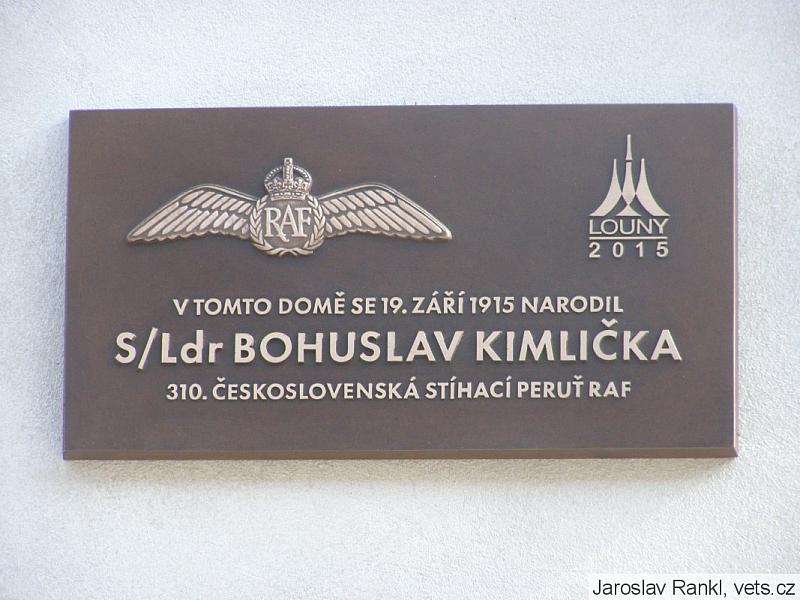 RAF
LOUNY
2015
V TOMTO DOMĚ SE 19. ZÁŘÍ 1915 NARODIL
S/Ldr BOHUSLAV KIMLIČKA
310. ČESKOSLOVENSKÁ STÍHACÍ PERUŤ RAF
Jaroslav Rankl, vets.cz